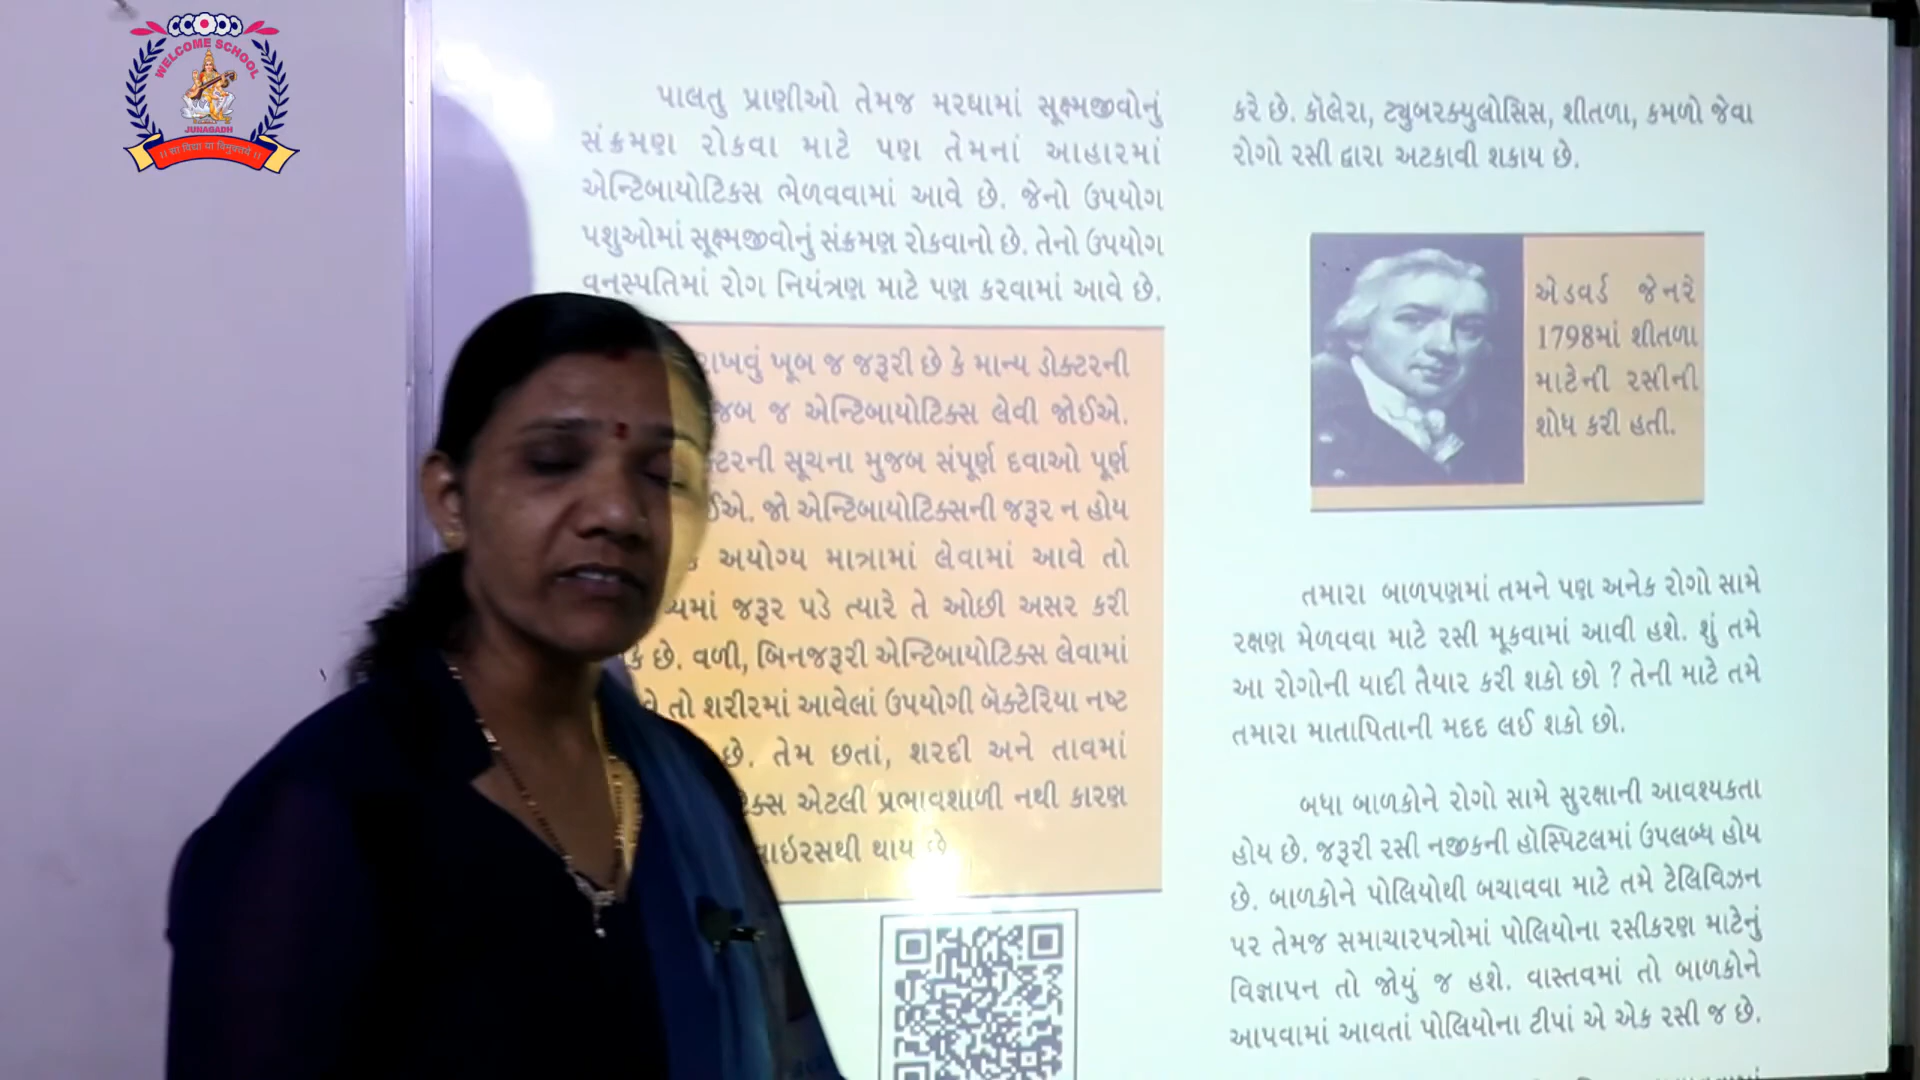 WELCOME SCHOOL
JUNAGADH
।। सा विद्या या विमुक्तये ।।
પાલતુ પ્રાણીઓ તેમજ મરઘામાં સૂક્ષ્મજીવોનું
સંક્રમણ રોકવા માટે પણ તેમનાં આહારમાં
એન્ટિબાયોટિક્સ ભેળવવામાં આવે છે. જેનો ઉપયોગ
પશુઓમાં સૂક્ષ્મજીવોનું સંક્રમણ રોકવાનો છે. તેનો ઉપયોગ
વનસ્પતિમાં રોગ નિયંત્રણ માટે પણ કરવામાં આવે છે.
ખૂબ જ જરૂરી છે કે માન્ય ડોક્ટરની
જ એન્ટિબાયોટિક્સ લેવી જોઈએ.
સૂચના મુજબ સંપૂર્ણ દવાઓ પૂર્ણ
જો એન્ટિબાયોટિક્સની જરૂર ન હોય
અયોગ્ય માત્રામાં લેવામાં આવે તો
જરૂર પડે ત્યારે તે ઓછી અસર કરી
છે. વળી, બિનજરૂરી એન્ટિબાયોટિક્સ લેવામાં
તો શરીરમાં આવેલાં ઉપયોગી બૅક્ટેરિયા નષ્ટ
છે. તેમ છતાં, શરદી અને તાવમાં
એટલી પ્રભાવશાળી નથી કારણ
વાઇરસથી થાય છે
કરે છે. કૉલેરા, ટ્યુબરક્યુલોસિસ, શીતળા, કમળો જેવા
રોગો રસી દ્વારા અટકાવી શકાય છે.
એડવર્ડ જેનરે
1798માં શીતળા
માટેની રસીની
શોધ કરી હતી.
તમારા બાળપણમાં તમને પણ અનેક રોગો સામે
રક્ષણ મેળવવા માટે રસી મૂકવામાં આવી હશે. શું તમે
આ રોગોની યાદી તૈયાર કરી શકો છો ? તેની માટે તમે
તમારા માતાપિતાની મદદ લઈ શકો છો.
બધા બાળકોને રોગો સામે સુરક્ષાની આવશ્યકતા
હોય છે. જરૂરી રસી નજીકની હૉસ્પિટલમાં ઉપલબ્ધ હોય
છે. બાળકોને પોલિયોથી બચાવવા માટે તમે ટેલિવિઝન
પર તેમજ સમાચારપત્રોમાં પોલિયોના રસીકરણ માટેનું
વિજ્ઞાપન તો જોયું જ હશે. વાસ્તવમાં તો બાળકોને
આપવામાં આવતાં પોલિયોના ટીપાં એ એક રસી જ છે.